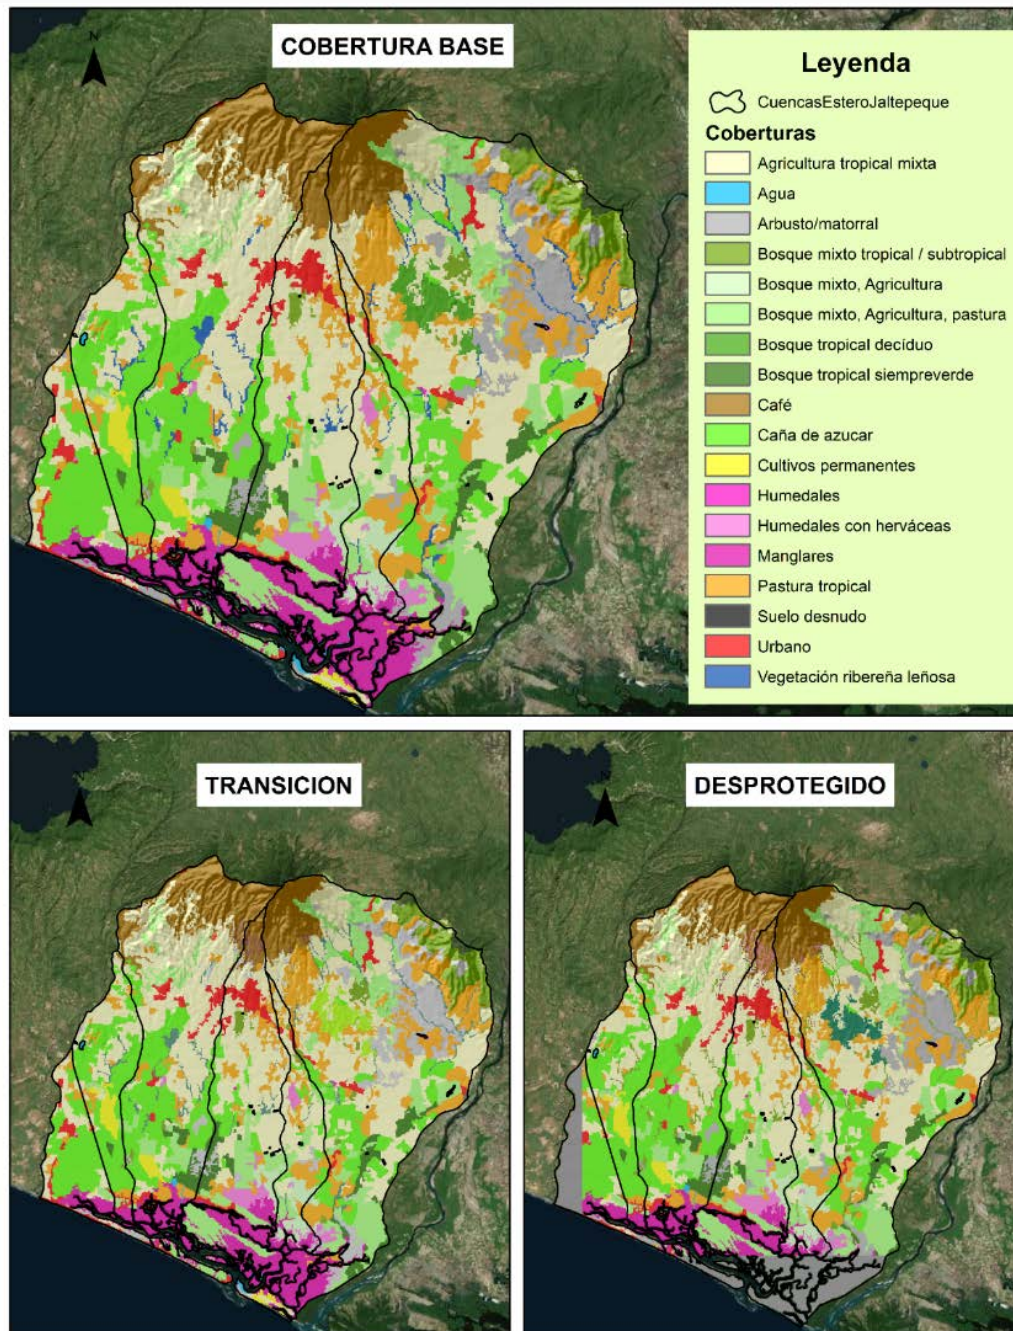 COBERTURA BASE
N
Leyenda
CuencasEsteroJaltepeque
Coberturas
Agricultura tropical mixta
Agua
Arbusto/matorral
Bosque mixto tropical / subtropical
Bosque mixto, Agricultura
Bosque mixto, Agricultura, pastura
Bosque tropical decíduo
Bosque tropical siempreverde
Café
Caña de azucar
Cultivos permanentes
Humedales
Humedales con herváceas
Manglares
Pastura tropical
Suelo desnudo
Urbano
Vegetación ribereña leñosa
TRANSICION
N
DESPROTEGIDO
N